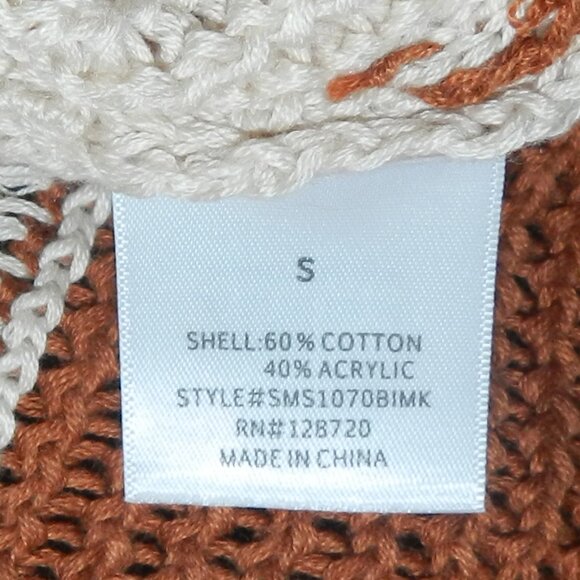 S
SHELL:60% COTTON
40% ACRYLIC
STYLE#SMS1070BIMK
RN#128720
MADE IN CHINA